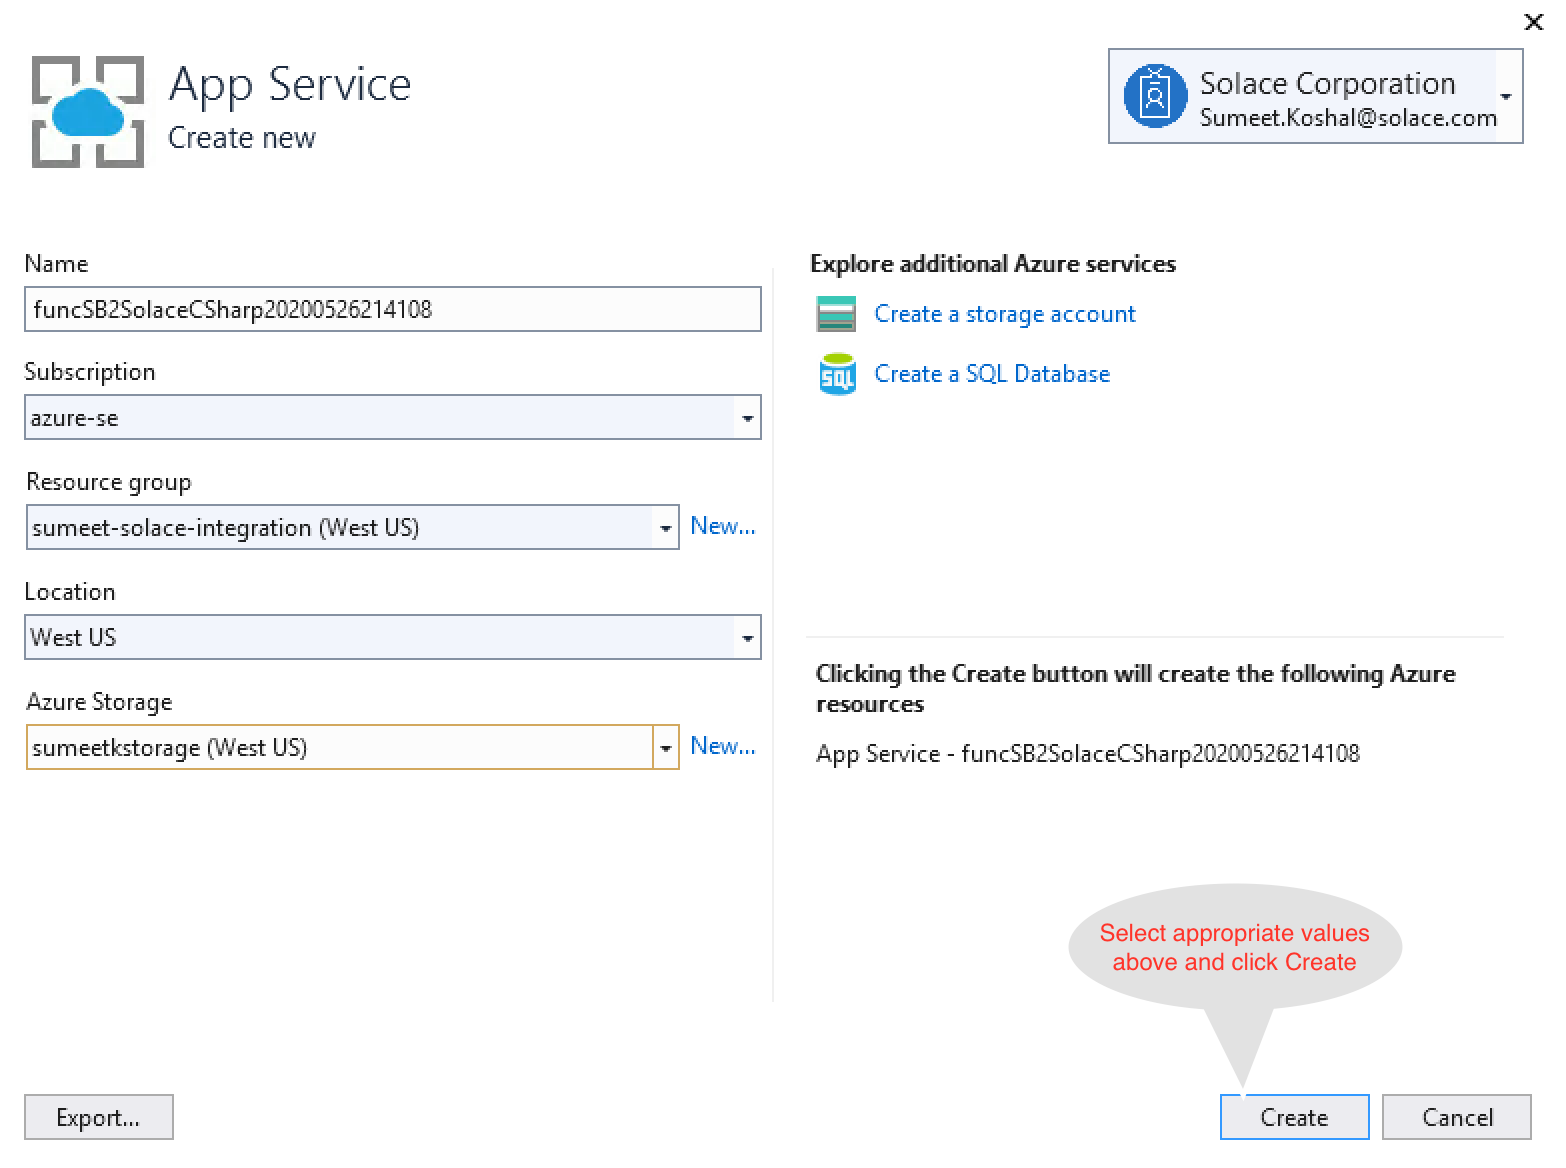 App Service
Create new
Solace Corporation
Sumeet.Koshal@solace.com
Name
funcSB2SolaceCSharp20200526214108
Subscription
azure-se
Resource group
sumeet-solace-integration (West US)
New...
Location
West US
Azure Storage
sumeetkstorage (West US)
New...
Explore additional Azure services
Create a storage account
SQL
Create a SQL Database
Clicking the Create button will create the following Azure
resources
App Service - funcSB2SolaceCSharp20200526214108
Select appropriate values
above and click Create
Export...
Create
Cancel